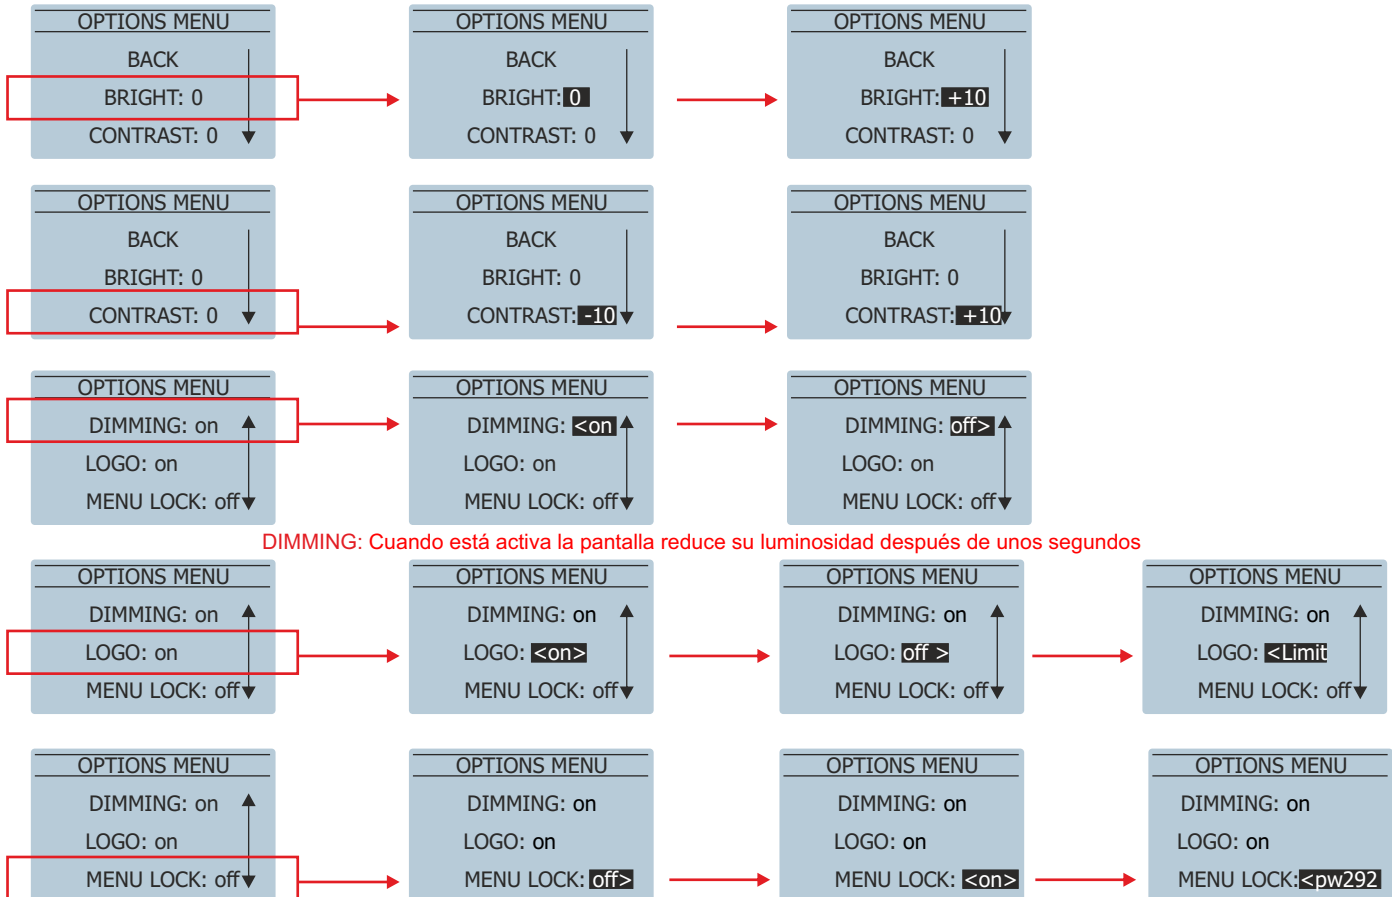 OPTIONS MENU
BACK
BRIGHT: 0
CONTRAST: 0
OPTIONS MENU
BACK
BRIGHT: 0
CONTRAST: 0
OPTIONS MENU
BACK
BRIGHT: +10
CONTRAST: 0
OPTIONS MENU
BACK
BRIGHT: 0
CONTRAST: 0
OPTIONS MENU
BACK
BRIGHT: 0
CONTRAST: -10
OPTIONS MENU
BACK
BRIGHT: 0
CONTRAST: +10
OPTIONS MENU
DIMMING: on
LOGO: on
MENU LOCK: off
OPTIONS MENU
DIMMING: <on
LOGO: on
MENU LOCK: off
OPTIONS MENU
DIMMING: off>
LOGO: on
MENU LOCK: off
DIMMING: Cuando está activa la pantalla reduce su luminosidad después de unos segundos
OPTIONS MENU
DIMMING: on
LOGO: on
MENU LOCK: off
OPTIONS MENU
DIMMING: on
LOGO: <on>
MENU LOCK: off
OPTIONS MENU
DIMMING: on
LOGO: off >
MENU LOCK: off
OPTIONS MENU
DIMMING: on
LOGO: <Limit
MENU LOCK: off
OPTIONS MENU
DIMMING: on
LOGO: on
MENU LOCK: off
OPTIONS MENU
DIMMING: on
LOGO: on
MENU LOCK: off>
OPTIONS MENU
DIMMING: on
LOGO: on
MENU LOCK: <on>
OPTIONS MENU
DIMMING: on
LOGO: on
MENU LOCK:<pw292